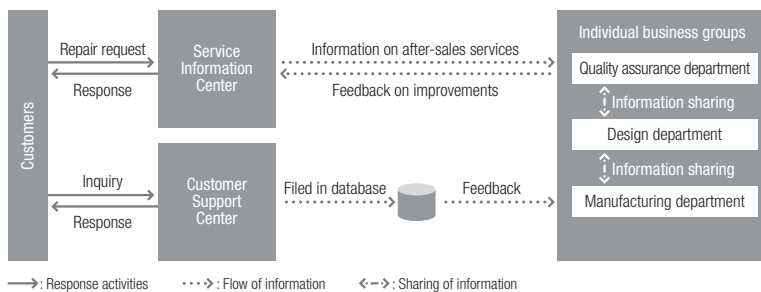 Customers
Repair request
Response
Service
Information
Center
Information on after-sales services
Feedback on improvements
Inquiry
Response
Customer
Support
Center
Filed in database
Feedback
Individual business groups
Quality assurance department
Information sharing
Design department
Information sharing
Manufacturing department
: Response activities
: Flow of information
: Sharing of information